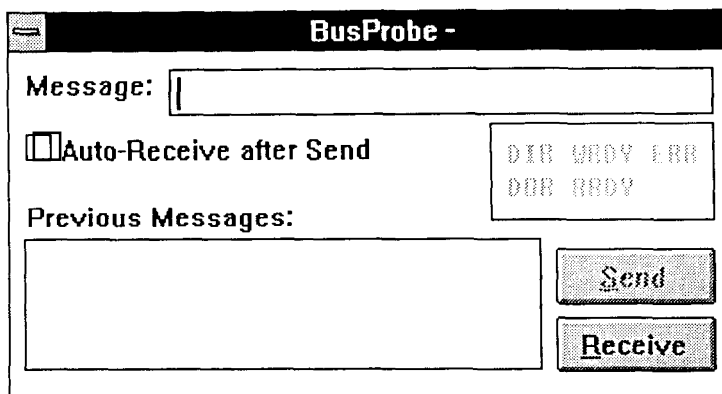 BusProbe -
Message:
Auto-Receive after Send
DIR WRDY ERR
DOR RRDY
Previous Messages:
Send
Receive